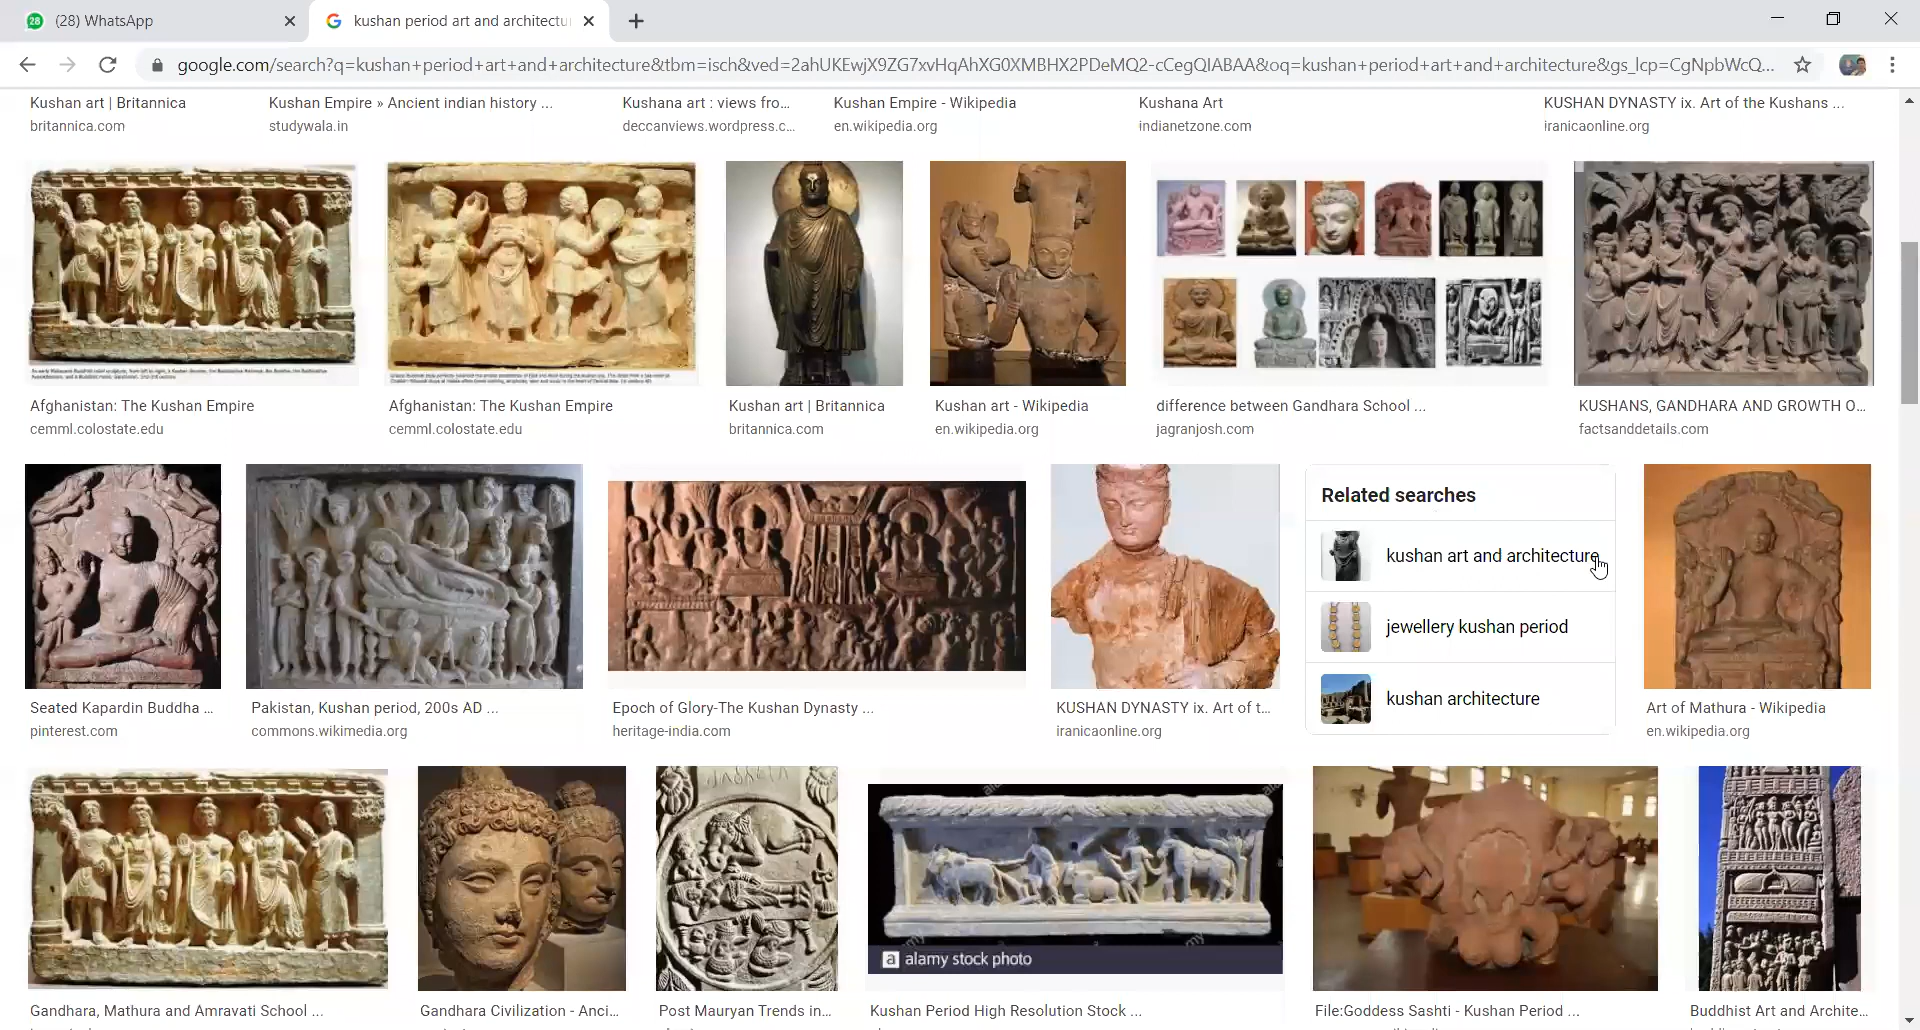 28 (28) WhatsApp
kushan period art and architectu
google.com/search?q=kushan+period+art+and+architecture&tbm=isch&ved=2ahUKEwjX9ZG7xvHqAhXG0XMBHX2PDeMQ2-cCegQIABAA&oq=kushan+period+art+and+architecture&gs_lcp=CgNpbWcQ...
Kushan art | Britannica
britannica.com
Kushan Empire » Ancient indian history ...
studywala.in
Kushana art : views fro...
deccanviews.wordpress.c...
Kushan Empire - Wikipedia
en.wikipedia.org
Kushana Art
indianetzone.com
KUSHAN DYNASTY ix. Art of the Kushans ...
iranicaonline.org
Afghanistan: The Kushan Empire
cemml.colostate.edu
Afghanistan: The Kushan Empire
cemml.colostate.edu
Kushan art | Britannica
britannica.com
Kushan art - Wikipedia
en.wikipedia.org
difference between Gandhara School ...
jagranjosh.com
KUSHANS, GANDHARA AND GROWTH O...
factsanddetails.com
Seated Kapardin Buddha ...
pinterest.com
Pakistan, Kushan period, 200s AD ...
commons.wikimedia.org
Epoch of Glory-The Kushan Dynasty ...
heritage-india.com
KUSHAN DYNASTY ix. Art of t...
iranicaonline.org
Related searches
kushan art and architecture
jewellery kushan period
kushan architecture
Art of Mathura - Wikipedia
en.wikipedia.org
a alamy stock photo
Gandhara, Mathura and Amravati School ...
Gandhara Civilization - Anci...
Post Mauryan Trends in...
Kushan Period High Resolution Stock ...
File:Goddess Sashti - Kushan Period ...
Buddhist Art and Archite...